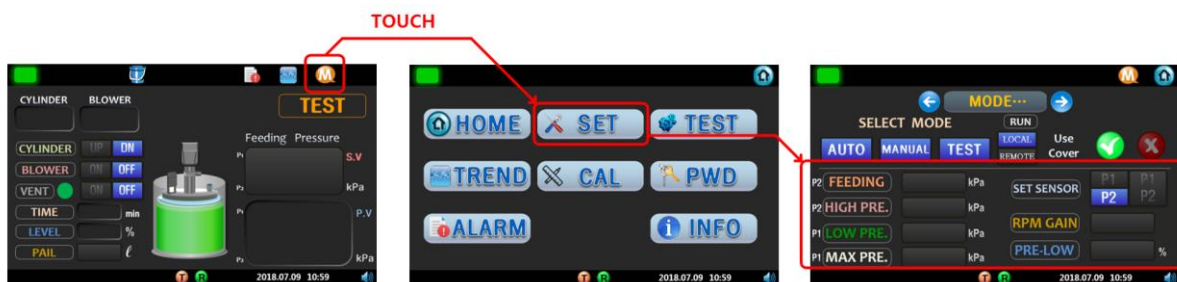 TOUCH
M
CYLINDER BLOWER
TEST
Feeding Pressure
CYLINDER UP DN
BLOWER ON OFF
VENT ON OFF
TIME min
LEVEL %
PAIL ℓ
P1 S.V
P2 kPa
P1 P.V
P2 kPa
T R 2018.07.09 10:59
HOME SET TEST
TREND CAL PWD
ALARM INFO
T R 2018.07.09 10:59
M
MODE···
SELECT MODE RUN
AUTO MANUAL TEST LOCAL
REMOTE
Use
Cover
P2 FEEDING kPa
P2 HIGH PRE. kPa
P1 LOW PRE. kPa
P1 MAX PRE. kPa
SET SENSOR P1 P1
P2 P2
RPM GAIN
PRE-LOW %
T R 2018.07.09 10:59